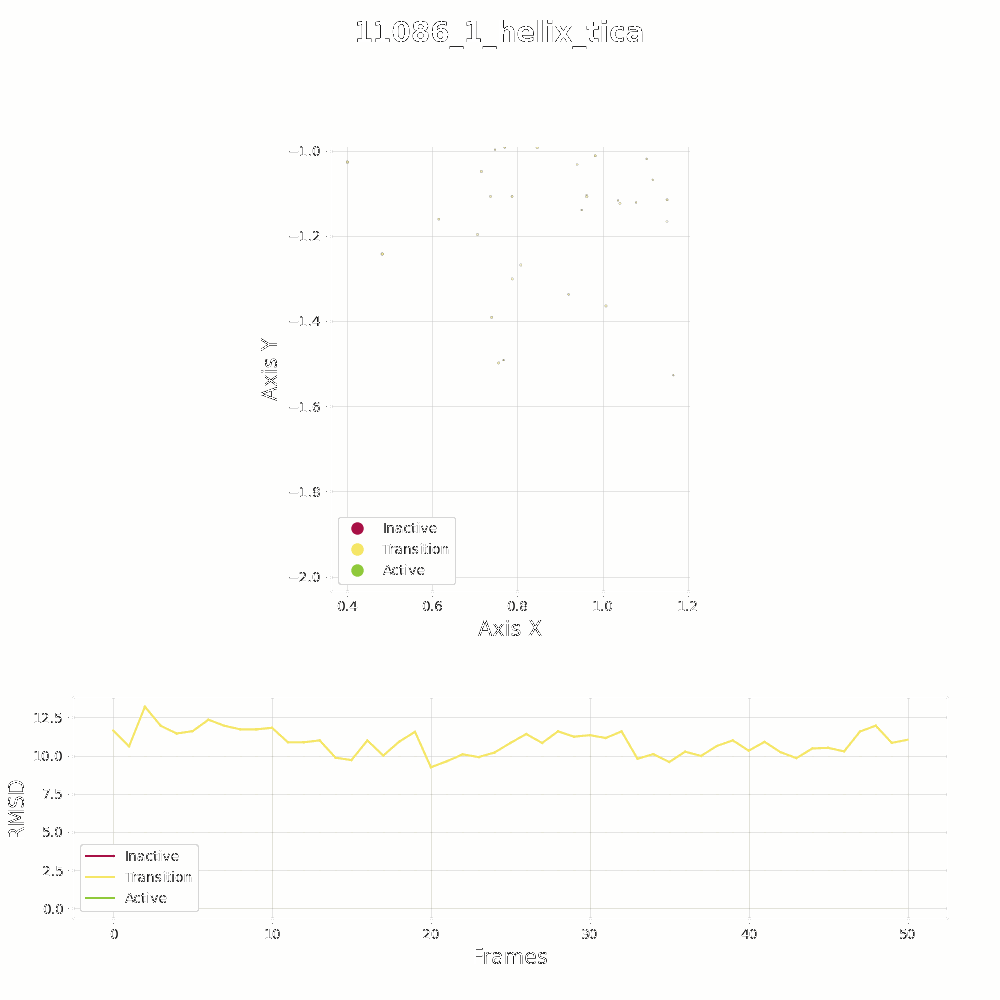 11086_1_helix_tica
−1.0
−1.2
−1.4
−1.6
−1.8
−2.0
Axis Y
Inactive
Transition
Active
0.4 0.6 0.8 1.0 1.2
Axis X
12.5
10.0
7.5
5.0
2.5
0.0
RMSD
Inactive
Transition
Active
0 10 20 30 40 50
Frames